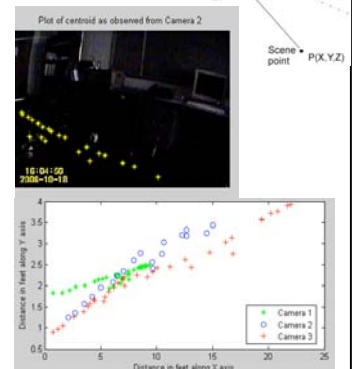 Plot of centroid as observed from Camera 2
Scene
point
P(X,Y,Z)
16:04:50
2006-10-18
4
3.5
3
2.5
2
1.5
1
0.5
Distance in feet along Y axis
0
5
10
15
20
25
Distance in feet along X axis
Camera 1
Camera 2
Camera 3